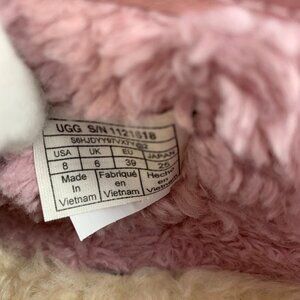 UGG S/N 1121618
USA UK EU JAPAN
8 6 39 25
Made Fabriqué Hecho
in en en
Vietnam Vietnam Vietnam